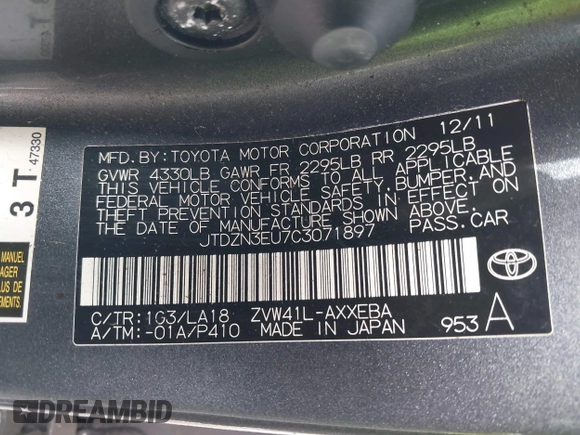 MFD. BY: TOYOTA MOTOR CORPORATION 12/11
GVWR 4330LB GAWR FR 2295LB RR 2295LB
THIS VEHICLE CONFORMS TO ALL APPLICABLE
FEDERAL MOTOR VEHICLE SAFETY, BUMPER, AND
THEFT PREVENTION STANDARDS IN EFFECT ON
THE DATE OF MANUFACTURE SHOWN ABOVE.
JTDZN3EU7C3071897 PASS. CAR
C/TR: 1G3/LA18 ZVW41L-AXXEBA
A/TM: -01A/P410 MADE IN JAPAN 953 A
3 T 47330
MANUEL
AGER
DE
EMENTS.
DREAMBID